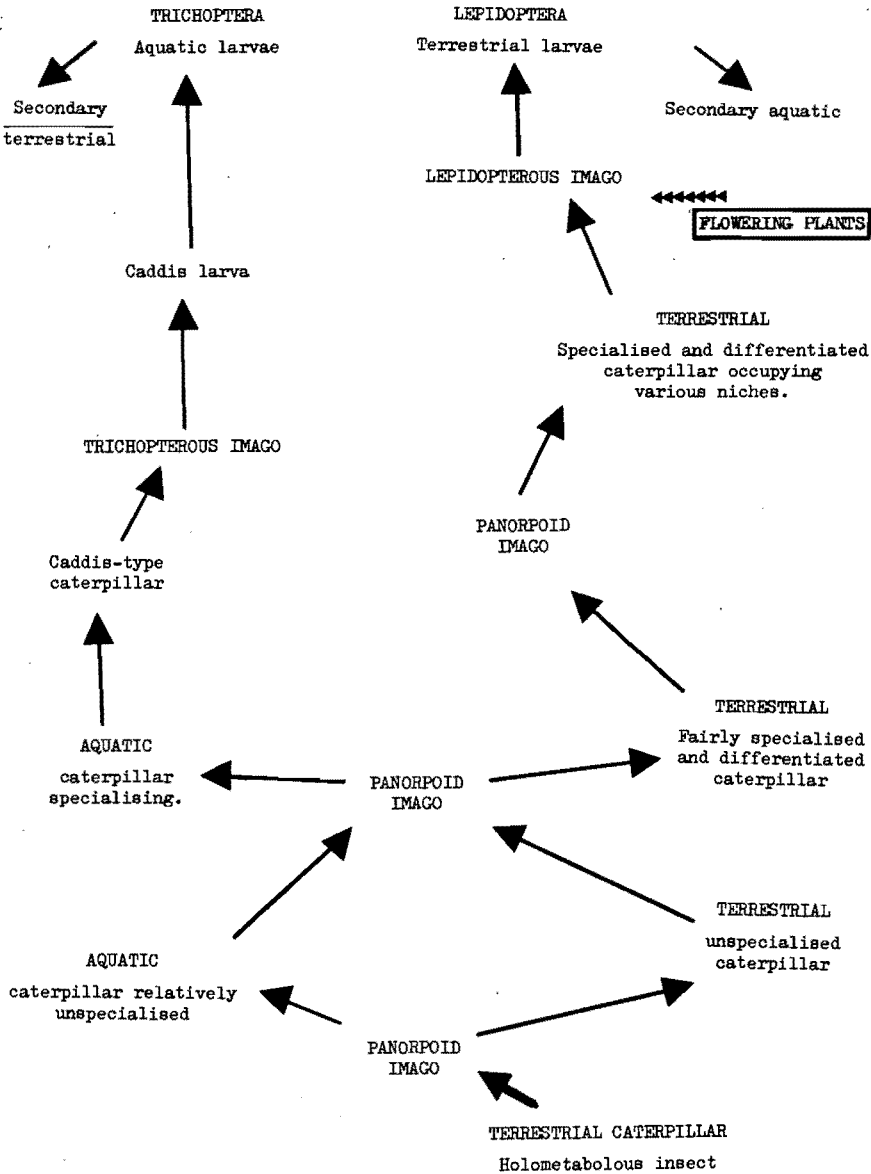 TRICHOPTERA
Aquatic larvae
LEPIDOPTERA
Terrestrial larvae
Secondary
terrestrial
Secondary aquatic
LEPIDOPTEROUS IMAGO
FLOWERING PLANTS
Caddis larva
TERRESTRIAL
Specialised and differentiated
caterpillar occupying
various niches.
TRICHOPTEROUS IMAGO
PANORPOID
IMAGO
Caddis-type
caterpillar
TERRESTRIAL
Fairly specialised
and differentiated
caterpillar
AQUATIC
caterpillar
specialising.
PANORPOID
IMAGO
TERRESTRIAL
unspecialised
caterpillar
AQUATIC
caterpillar relatively
unspecialised
PANORPOID
IMAGO
TERRESTRIAL CATERPILLAR
Holometabolous insect